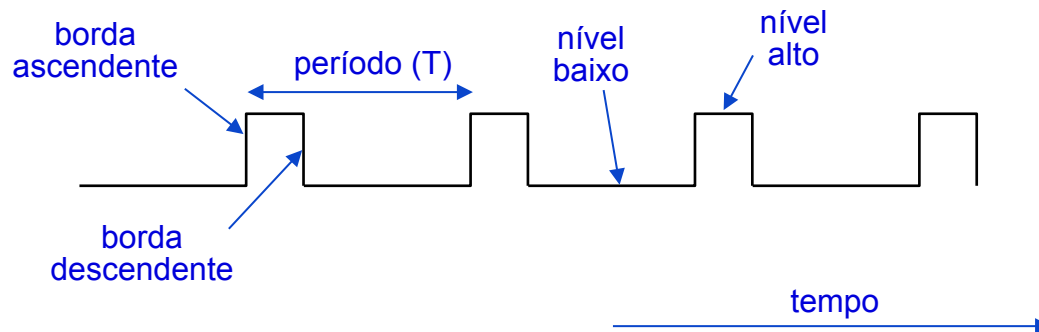 borda
ascendente
período (T)
nível
baixo
nível
alto
borda
descendente
tempo